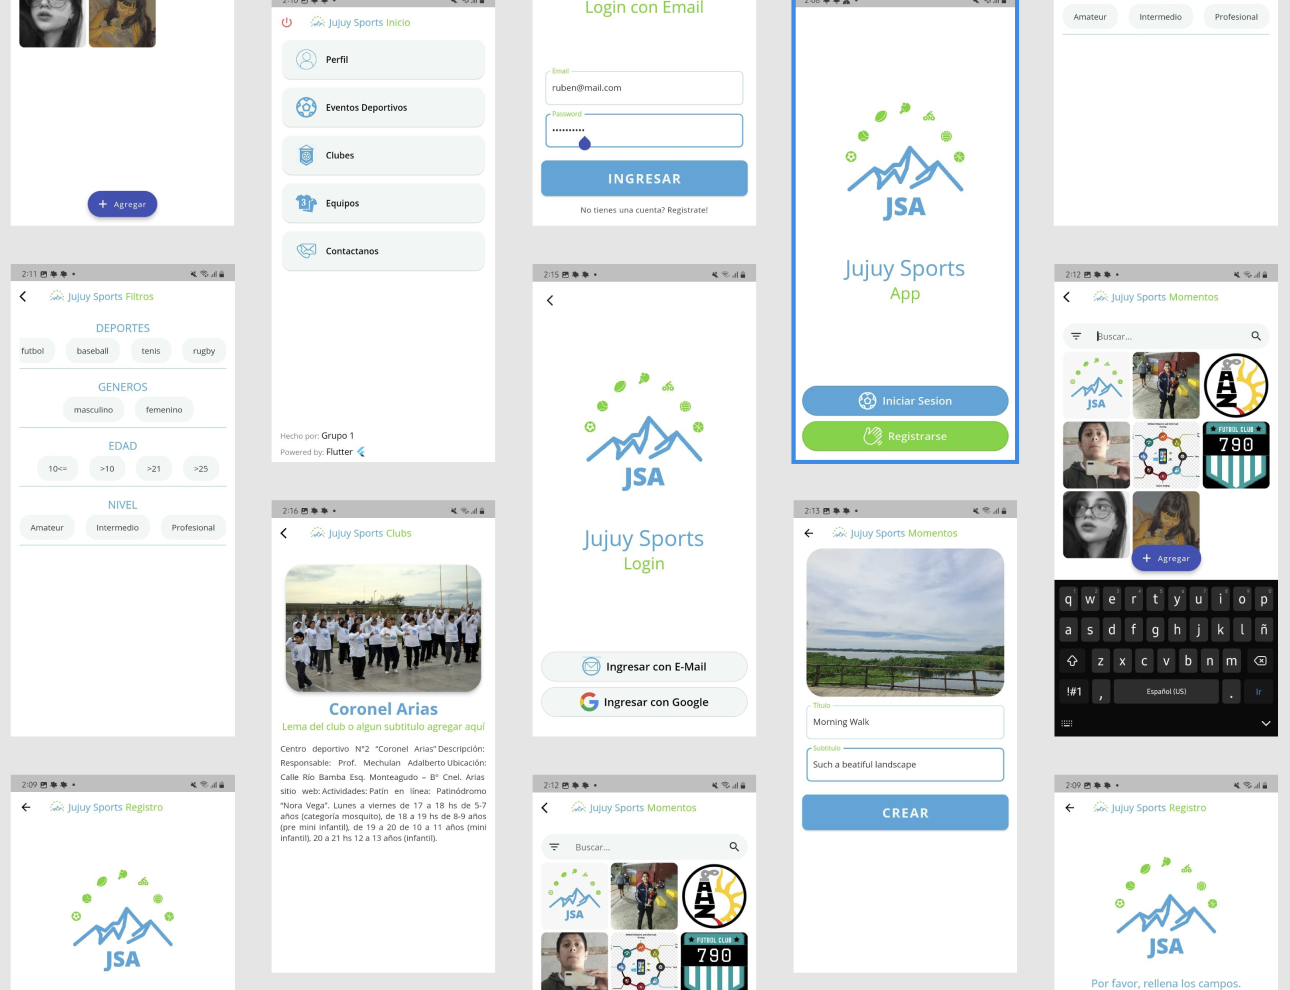 Agregar
2:11
Jujuy Sports Filtros
DEPORTES
futbol baseball tenis rugby
GENEROS
masculino femenino
EDAD
10<= >10 >21 >25
NIVEL
Amateur Intermedio Profesional
2:09
Jujuy Sports Registro
JSA
2:10
Jujuy Sports Inicio
Perfil
Eventos Deportivos
Clubes
3
Equipos
Contactanos
Hecho por: Grupo 1
Powered by: Flutter
2:16
Jujuy Sports Clubs
Coronel Arias
Lema del club o algun subtitulo agregar aquí
Centro deportivo N°2 "Coronel Arias" Descripción:
Responsable: Prof. Mechulan Adalberto Ubicación:
Calle Río Bamba Esq. Monteagudo – B° Cnel. Arias
sitio web: Actividades: Patín en línea: Patinódromo
"Nora Vega". Lunes a viernes de 17 a 18 hs de 5-7
años (categoría mosquito), de 18 a 19 hs de 8-9 años
(pre mini infantil), de 19 a 20 de 10 a 11 años (mini
infantil), 20 a 21 hs 12 a 13 años (infantil).
Login con Email
Email
ruben@mail.com
Password
INGRESAR
No tienes una cuenta? Registrate!
2:15
JSA
Jujuy Sports
Login
Ingresar con E-Mail
Ingresar con Google
2:12
Jujuy Sports Momentos
Buscar...
JSA
FUTBOL CLUB
790
2:08
JSA
Jujuy Sports
App
Iniciar Sesion
Registrarse
2:13
Jujuy Sports Momentos
Titulo
Morning Walk
Subtitulo
Such a beatiful landscape
CREAR
Amateur Intermedio Profesional
2:12
Jujuy Sports Momentos
Buscar...
JSA
FUTBOL CLUB
790
Agregar
q w e r t y u i o p
a s d f g h j k l ñ
z x c v b n m
!#1 , Español (US) . Ir
2:09
Jujuy Sports Registro
JSA
Por favor, rellena los campos.